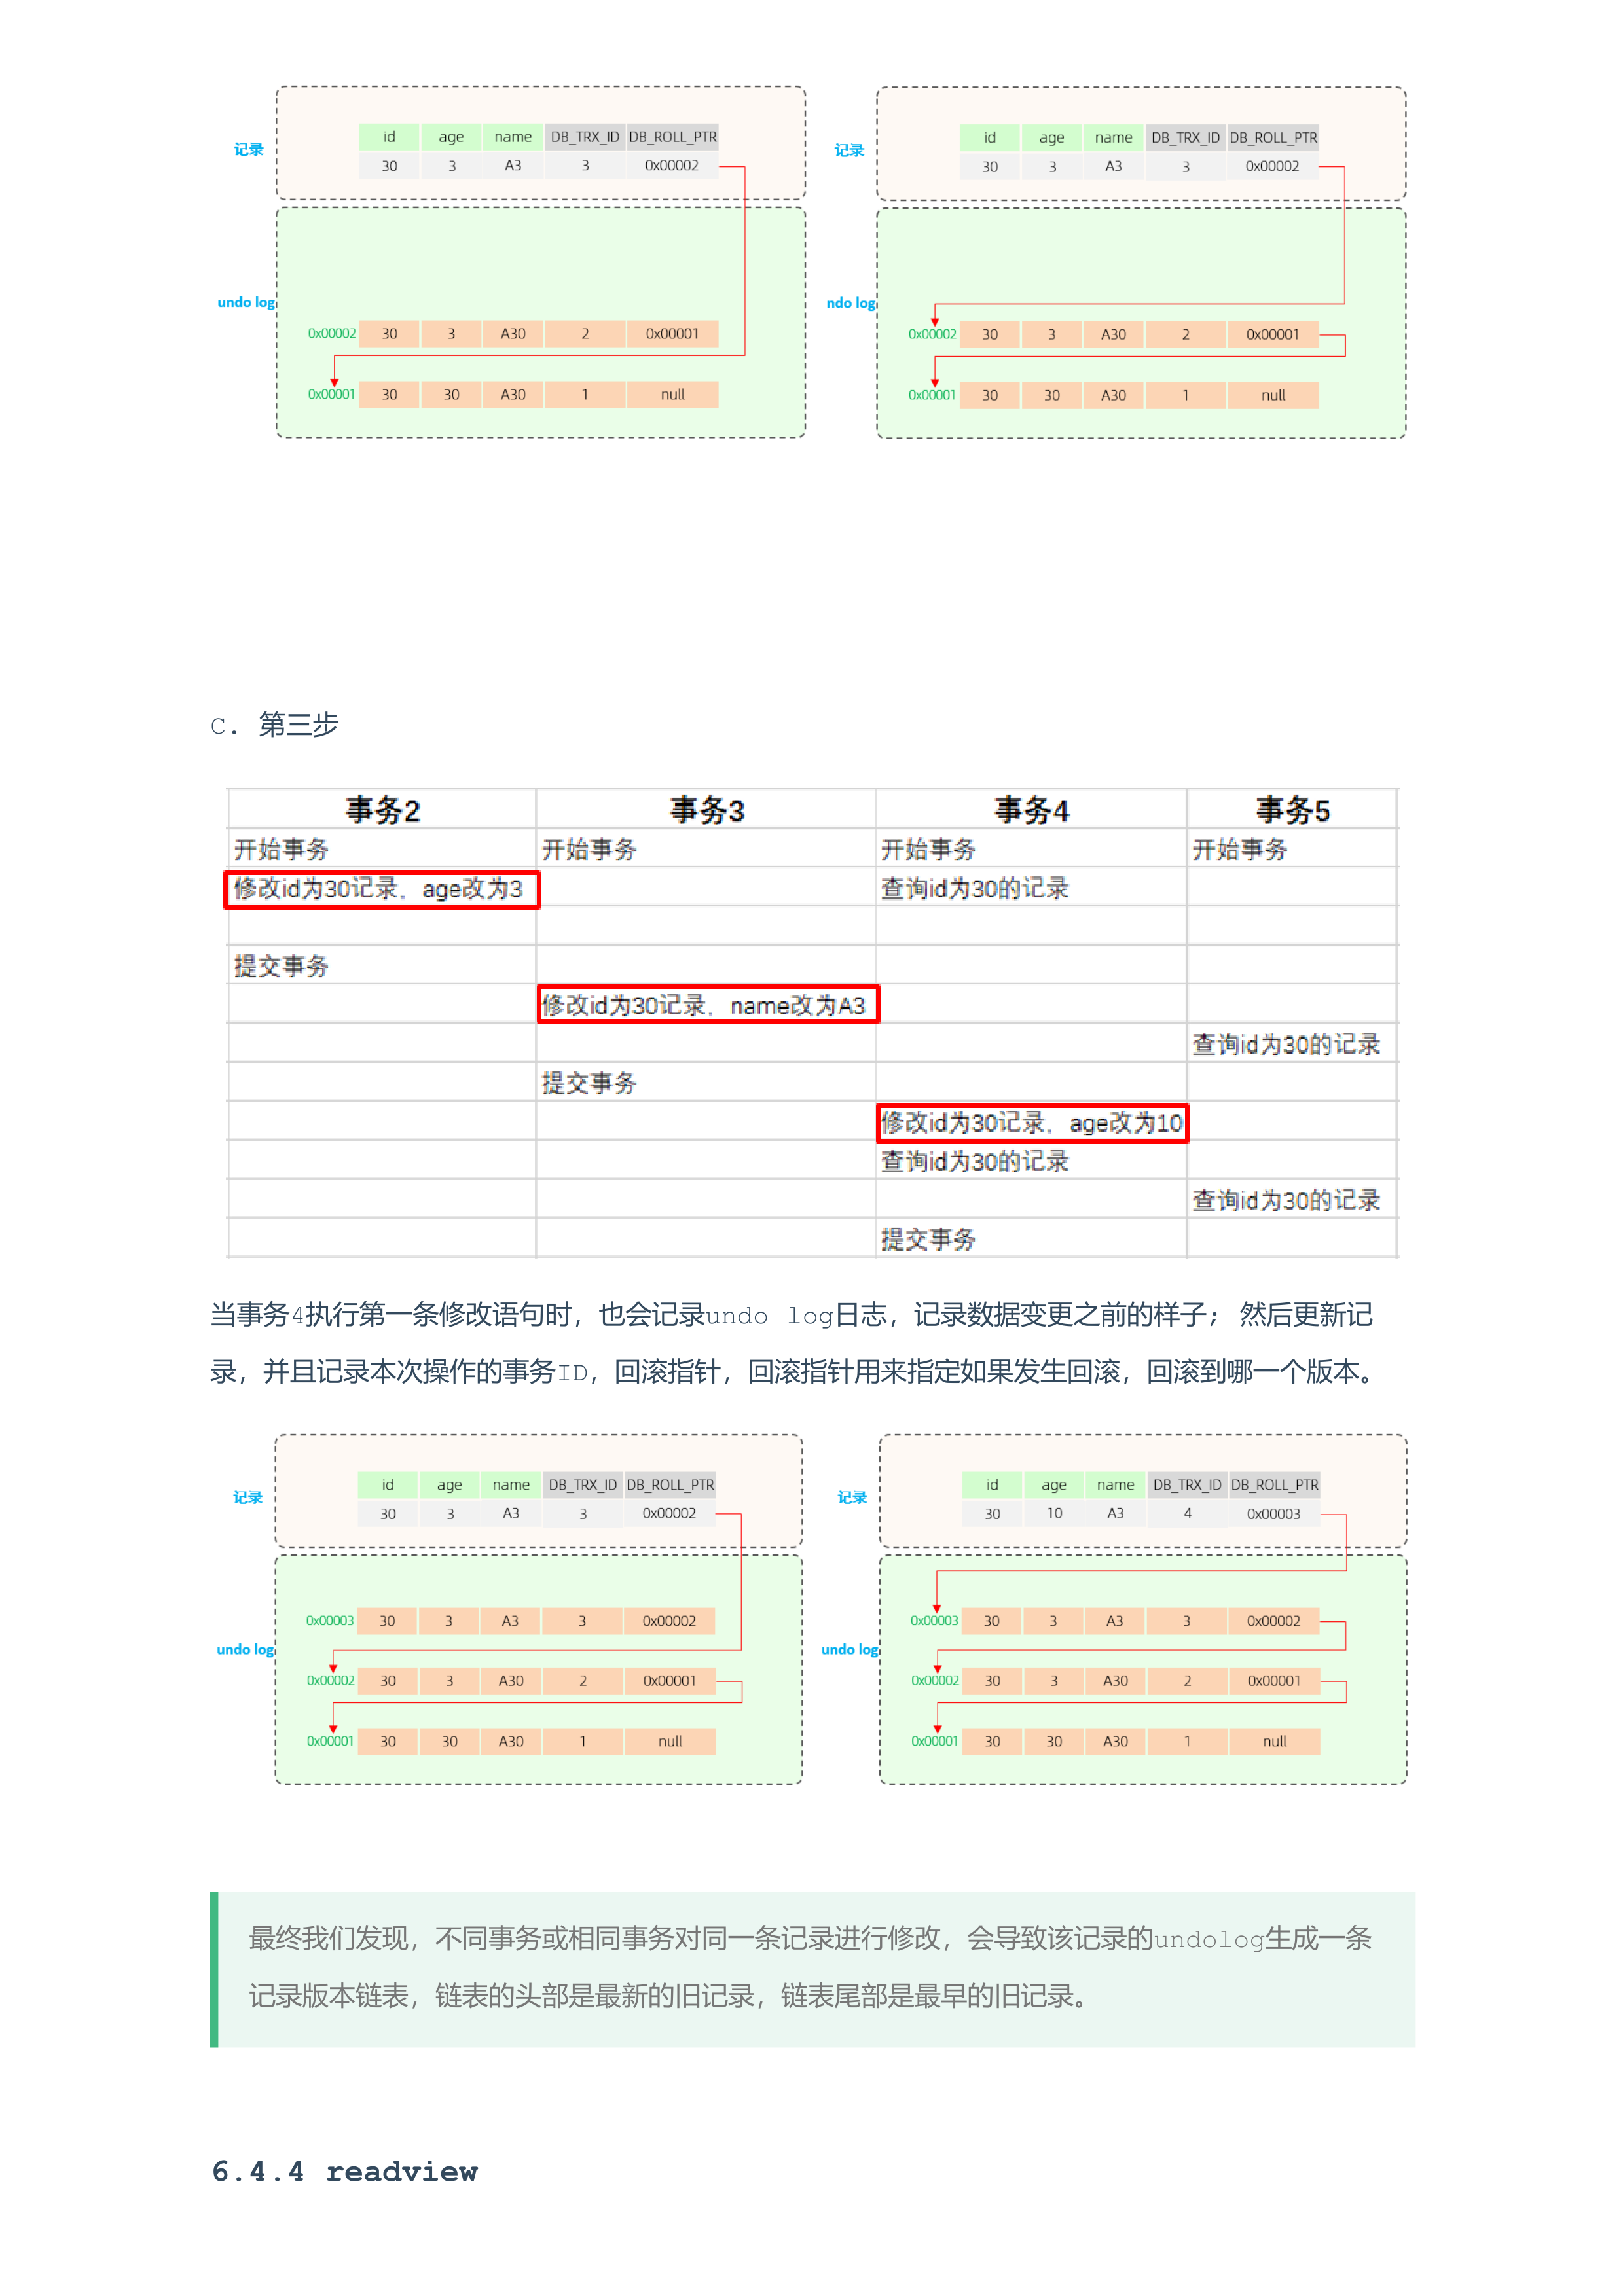 记录
id age name DB_TRX_ID DB_ROLL_PTR
30 3 A3 3 0x00002
undo log
0x00002 30 3 A30 2 0x00001
0x00001 30 30 A30 1 null
记录
id age name DB_TRX_ID DB_ROLL_PTR
30 3 A3 3 0x00002
ndo log
0x00002 30 3 A30 2 0x00001
0x00001 30 30 A30 1 null
C. 第三步
事务2 事务3 事务4 事务5
开始事务 开始事务 开始事务 开始事务
修改id为30记录，age改为3 查询id为30的记录
提交事务
修改id为30记录，name改为A3
查询id为30的记录
提交事务
修改id为30记录，age改为10
查询id为30的记录
查询id为30的记录
提交事务
当事务4执行第一条修改语句时，也会记录undo log日志，记录数据变更之前的样子； 然后更新记
录，并且记录本次操作的事务ID，回滚指针，回滚指针用来指定如果发生回滚，回滚到哪一个版本。
记录
id age name DB_TRX_ID DB_ROLL_PTR
30 3 A3 3 0x00002
0x00003 30 3 A3 3 0x00002
undo log
0x00002 30 3 A30 2 0x00001
0x00001 30 30 A30 1 null
记录
id age name DB_TRX_ID DB_ROLL_PTR
30 10 A3 4 0x00003
0x00003 30 3 A3 3 0x00002
undo log
0x00002 30 3 A30 2 0x00001
0x00001 30 30 A30 1 null
最终我们发现，不同事务或相同事务对同一条记录进行修改，会导致该记录的undolog生成一条
记录版本链表，链表的头部是最新的旧记录，链表尾部是最早的旧记录。
6.4.4 readview